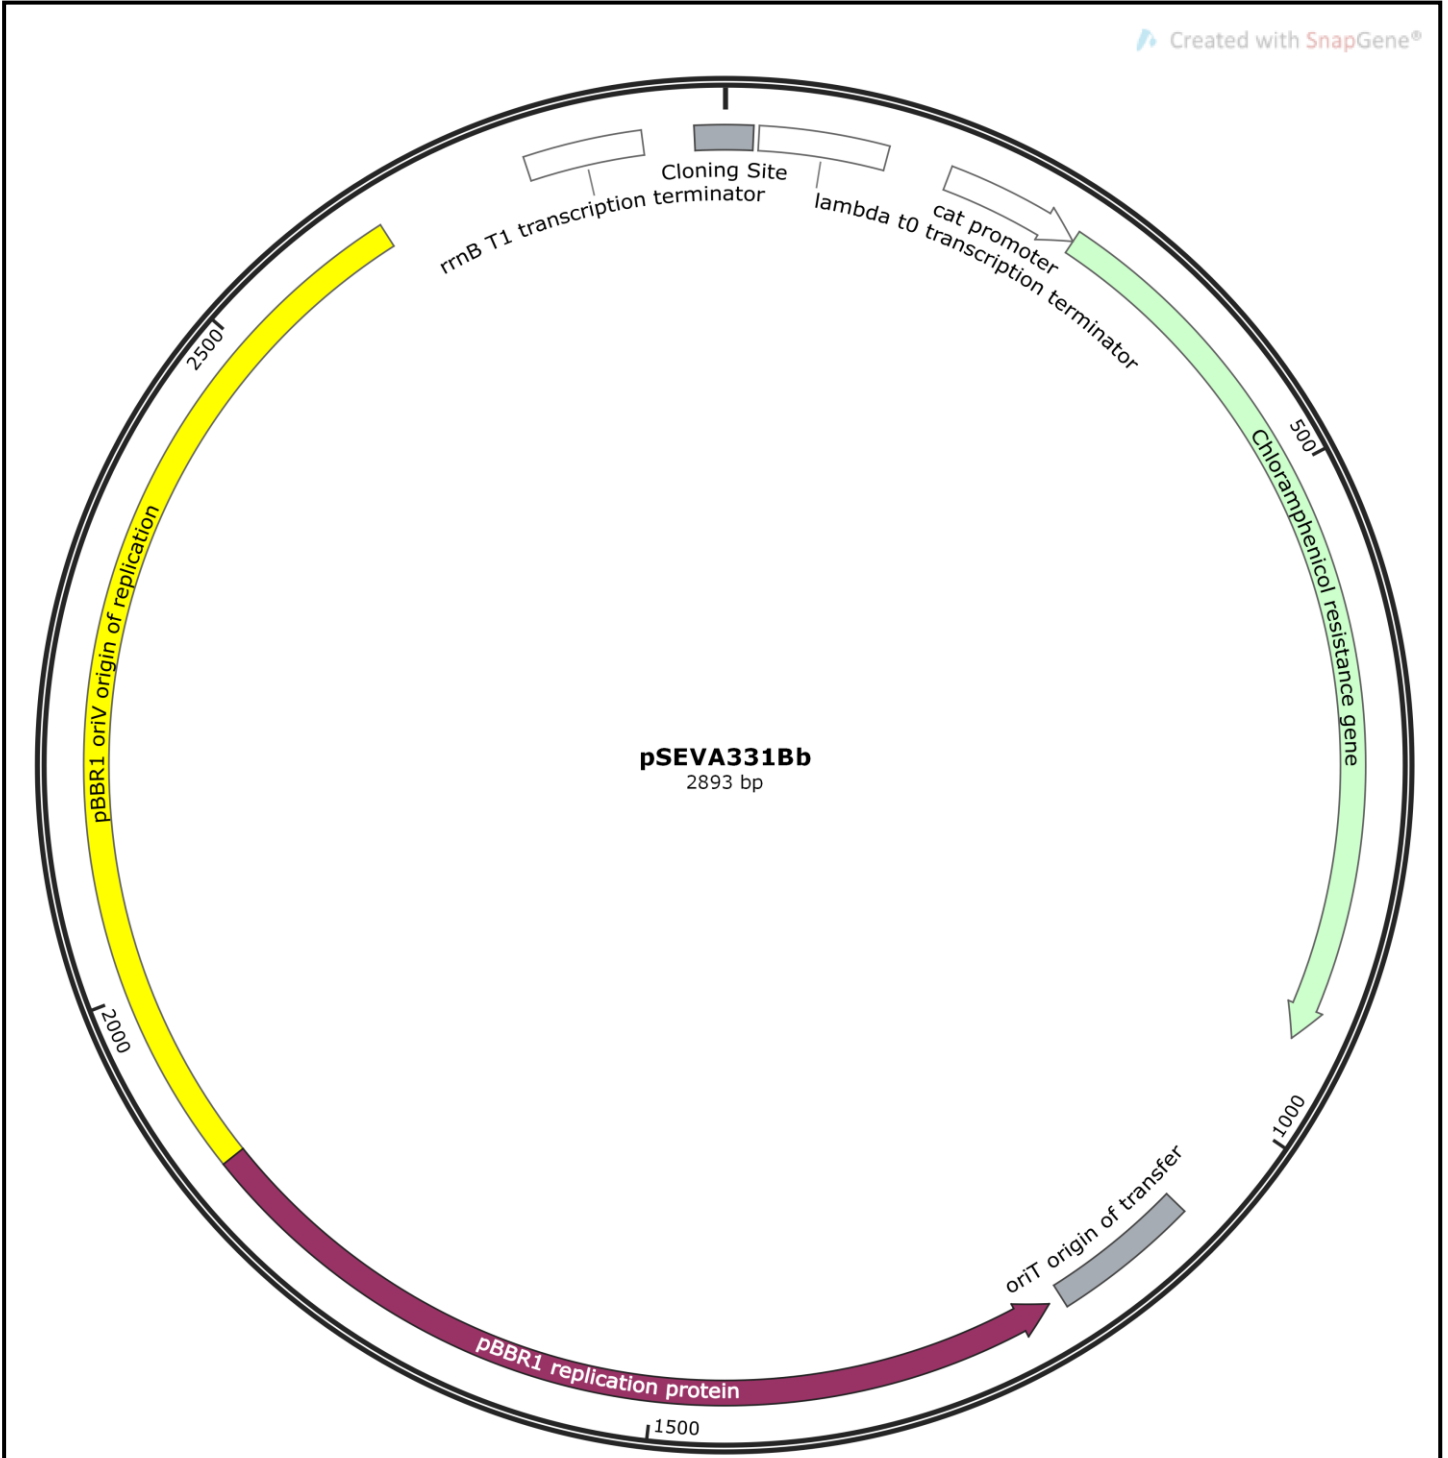 Created with SnapGene®
Cloning Site
rrnB T1 transcription terminator
lambda t0 transcription terminator
cat promoter
2500
500
Chloramphenicol resistance gene
pBBR1 oriV origin of replication
pSEVA331Bb
2893 bp
2000
1000
oriT origin of transfer
pBBR1 replication protein
1500